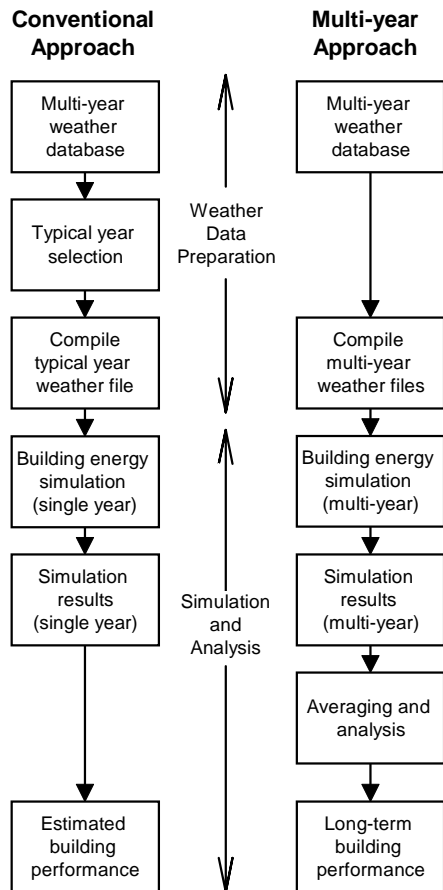 Conventional
Approach
Multi-year
weather
database
Typical year
selection
Compile
typical year
weather file
Building energy
simulation
(single year)
Simulation
results
(single year)
Estimated
building
performance
Weather
Data
Preparation
Simulation
and
Analysis
Multi-year
Approach
Multi-year
weather
database
Compile
multi-year
weather files
Building energy
simulation
(multi-year)
Simulation
results
(multi-year)
Averaging and
analysis
Long-term
building
performance